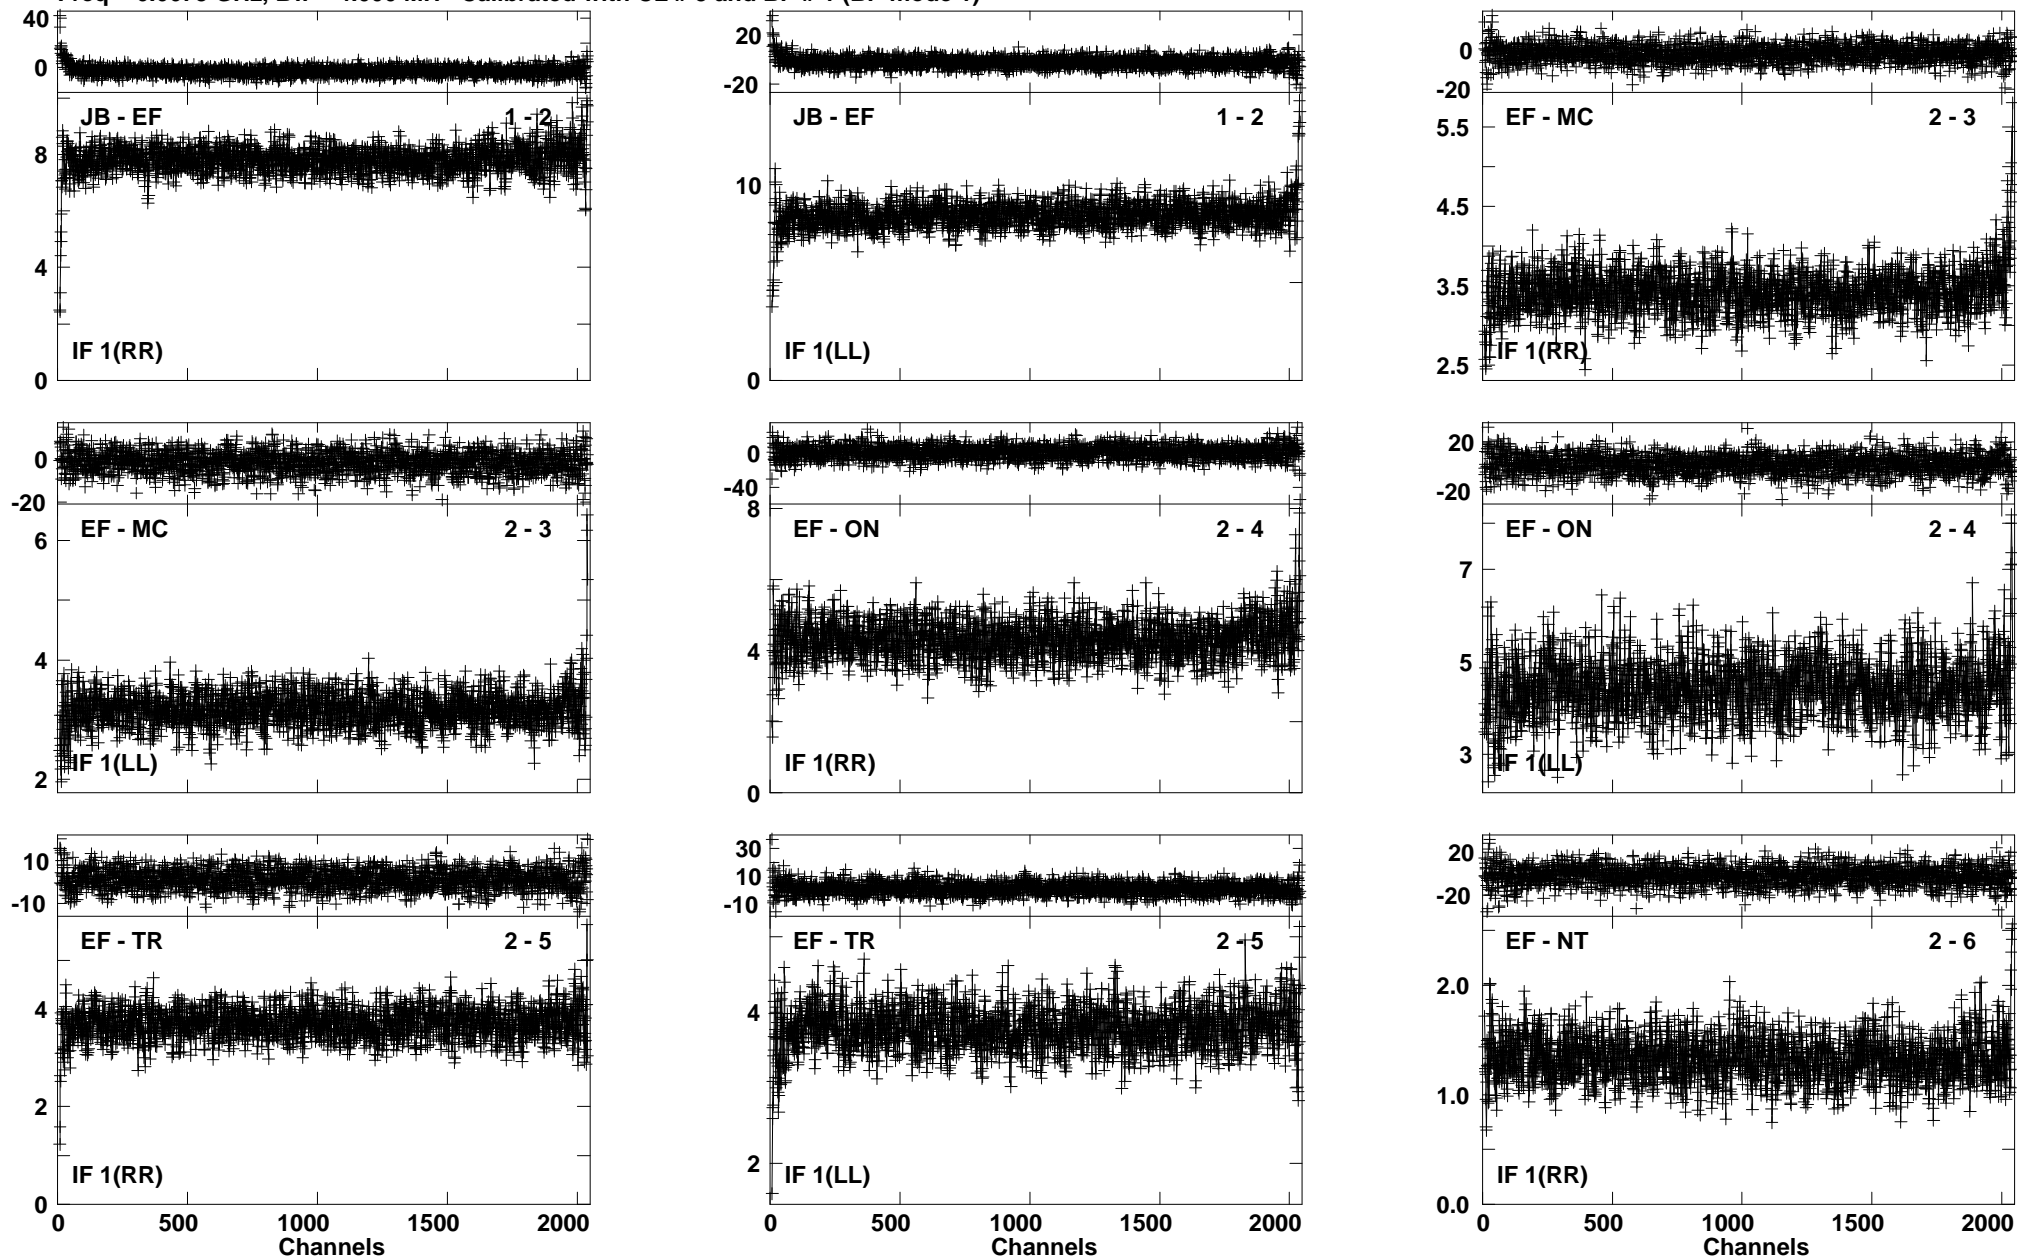 40
0
JB - EF 1 - 2
8
4
0
IF 1(RR)
20
-20
JB - EF 1 - 2
10
0
IF 1(LL)
0
-20
EF - MC 2 - 3
5.5
4.5
3.5
2.5
IF 1(RR)
0
-20
EF - MC 2 - 3
6
4
2
IF 1(LL)
0
-40
EF - ON 2 - 4
8
4
0
IF 1(RR)
20
-20
EF - ON 2 - 4
7
5
3
IF 1(LL)
10
-10
EF - TR 2 - 5
4
2
0
IF 1(RR)
0 500 1000 1500 2000
Channels
30
10
-10
EF - TR 2 - 5
4
2
IF 1(LL)
0 500 1000 1500 2000
Channels
20
-20
EF - NT 2 - 6
2.0
1.0
0.0
IF 1(RR)
0 500 1000 1500 2000
Channels